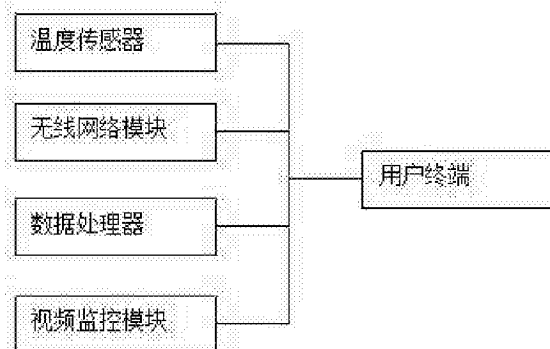 温度传感器
无线网络模块
用户终端
数据处理器
视频监控模块